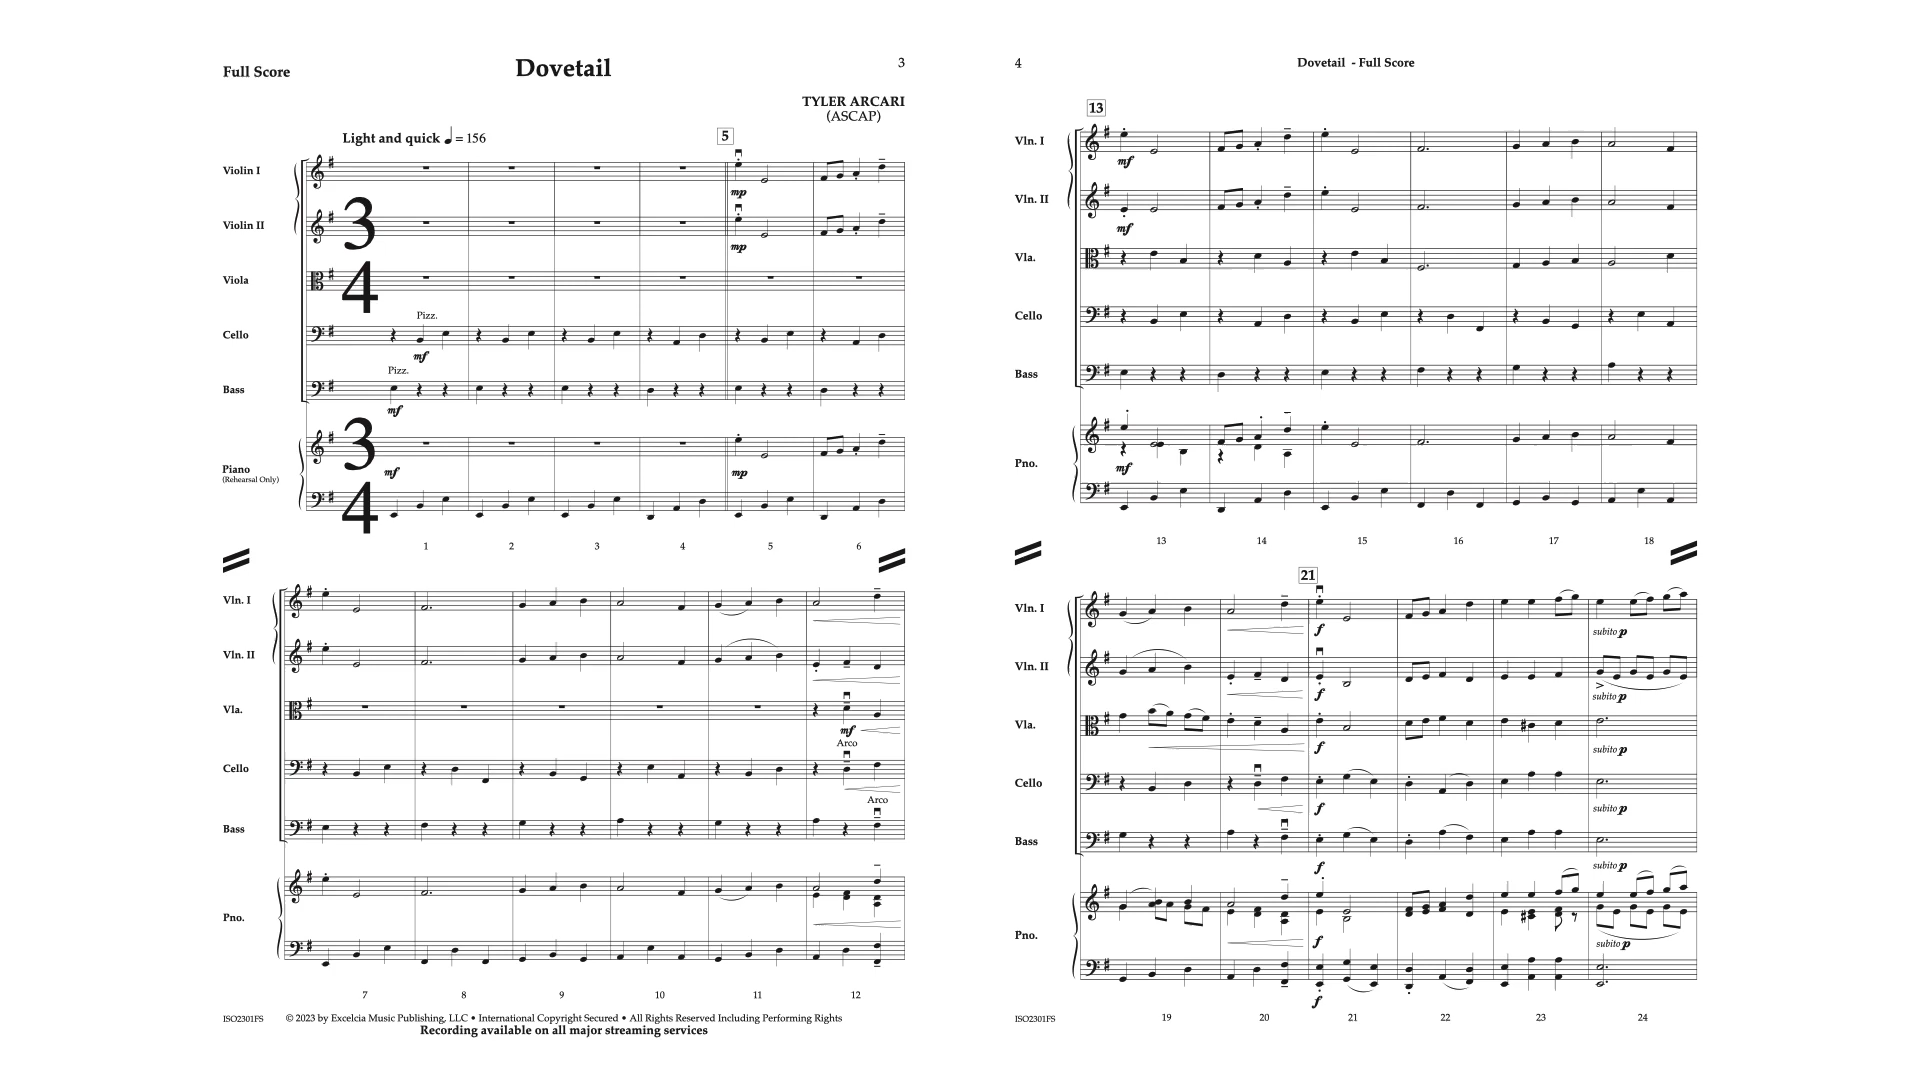 Full Score
Dovetail
3
TYLER ARCARI
(ASCAP)
Light and quick ♩ = 156
5
Violin I
mp
Violin II
mp
3
4
Viola
Pizz.
Cello
mf
Pizz.
Bass
mf
3
4
Piano
(Rehearsal Only)
mf
mp
1 2 3 4 5 6
Vln. I
Vln. II
Vla.
mf
Arco
Cello
Arco
Bass
Pno.
7 8 9 10 11 12
ISO2301FS © 2023 by Excelcia Music Publishing, LLC • International Copyright Secured • All Rights Reserved Including Performing Rights
Recording available on all major streaming services
4
Dovetail - Full Score
13
Vln. I
mf
Vln. II
mf
Vla.
Cello
Bass
Pno.
mf
13 14 15 16 17 18
21
Vln. I
f
subito p
Vln. II
f
subito p
Vla.
f
subito p
Cello
f
subito p
Bass
f
subito p
Pno.
f
subito p
f
ISO2301FS
19 20 21 22 23 24